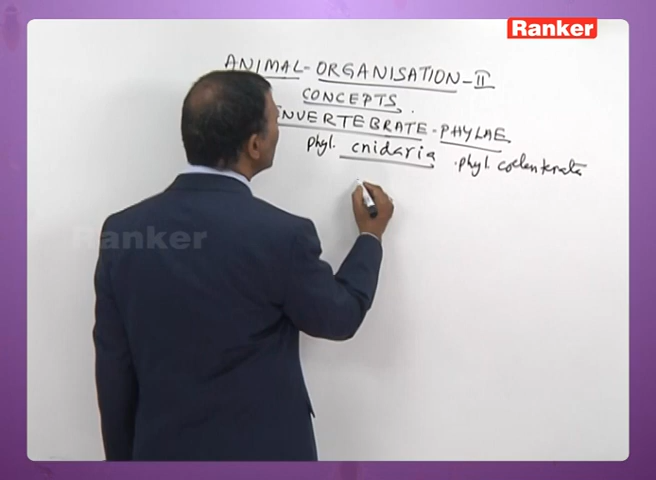 Ranker
ANIMAL-ORGANISATION-II
CONCEPTS.
INVERTEBRATE-PHYLAE
phyl. cnidaria .phyl. coelenterata
Ranker